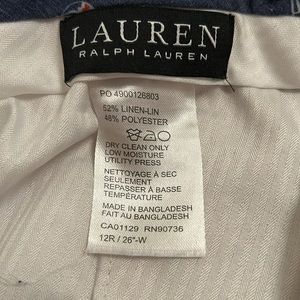 LAUREN
RALPH LAUREN
PO 4900126803
52% LINEN-LIN
48% POLYESTER
DRY CLEAN ONLY
LOW MOISTURE
UTILITY PRESS
NETTOYAGE À SEC
SEULEMENT
REPASSER À BASSE
TEMPÉRATURE
MADE IN BANGLADESH
FAIT AU BANGLADESH
CA01129 RN90736
12R / 26"-W